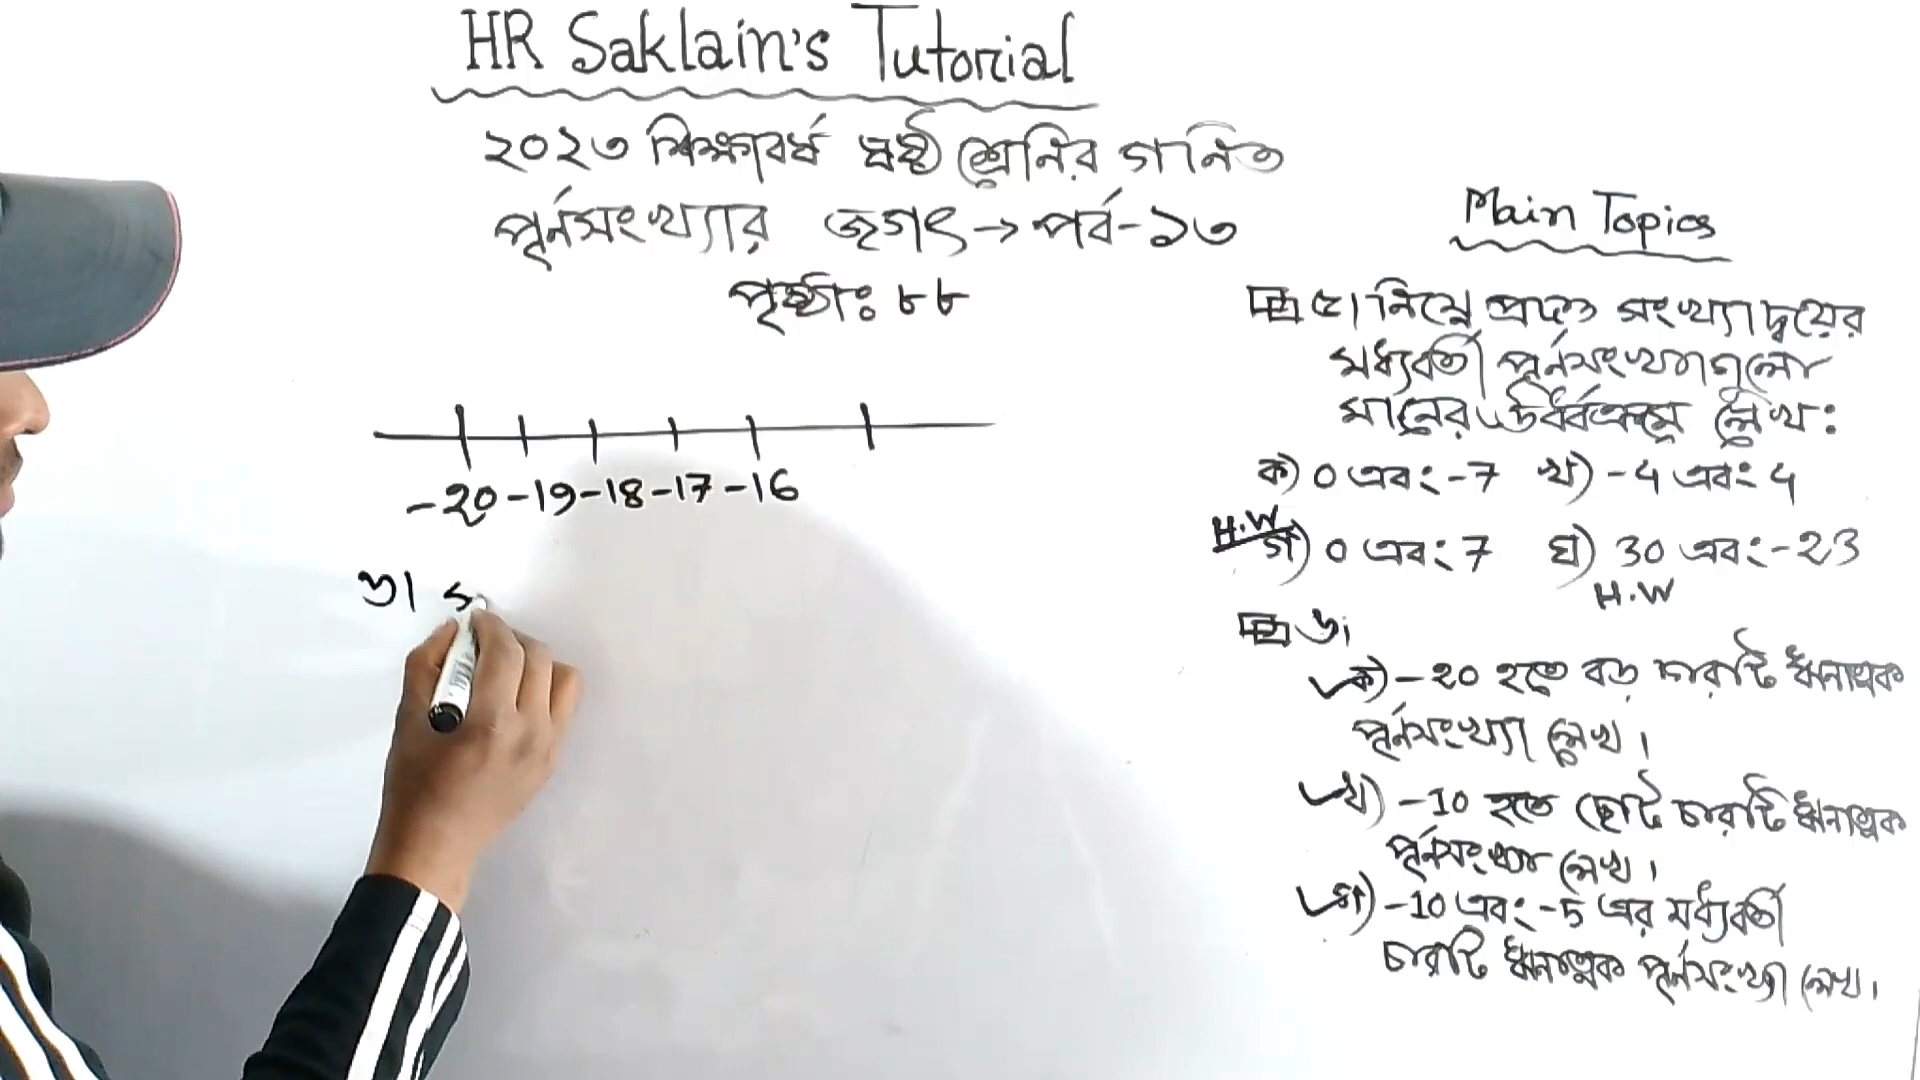 HR Saklain's Tutorial
২০২৩ শিক্ষাবর্ষ ষষ্ঠ শ্রেনির গনিত
পূর্নসংখ্যার জগৎ → পর্ব-১৩
পৃষ্ঠাঃ ৮৮
-20 -19 -18 -17 -16
৬।
Main Topics
৫। নিম্নে প্রদত্ত সংখ্যাদ্বয়ের
মধ্যবর্তী পূর্নসংখ্যাগুলো
মানের উর্ধ্বক্রমে লেখ:
ক) 0 এবং -7 খ) -4 এবং 4
H.W
গ) 0 এবং 7 ঘ) 30 এবং -23
H.W
৬।
ক) -20 হতে বড় চারটি ঋনাত্মক
পূর্নসংখ্যা লেখ।
খ) -10 হতে ছোট চারটি ঋনাত্মক
পূর্নসংখ্যা লেখ।
গ) -10 এবং -5 এর মধ্যবর্তী
চারটি ঋনাত্মক পূর্নসংখ্যা লেখ।